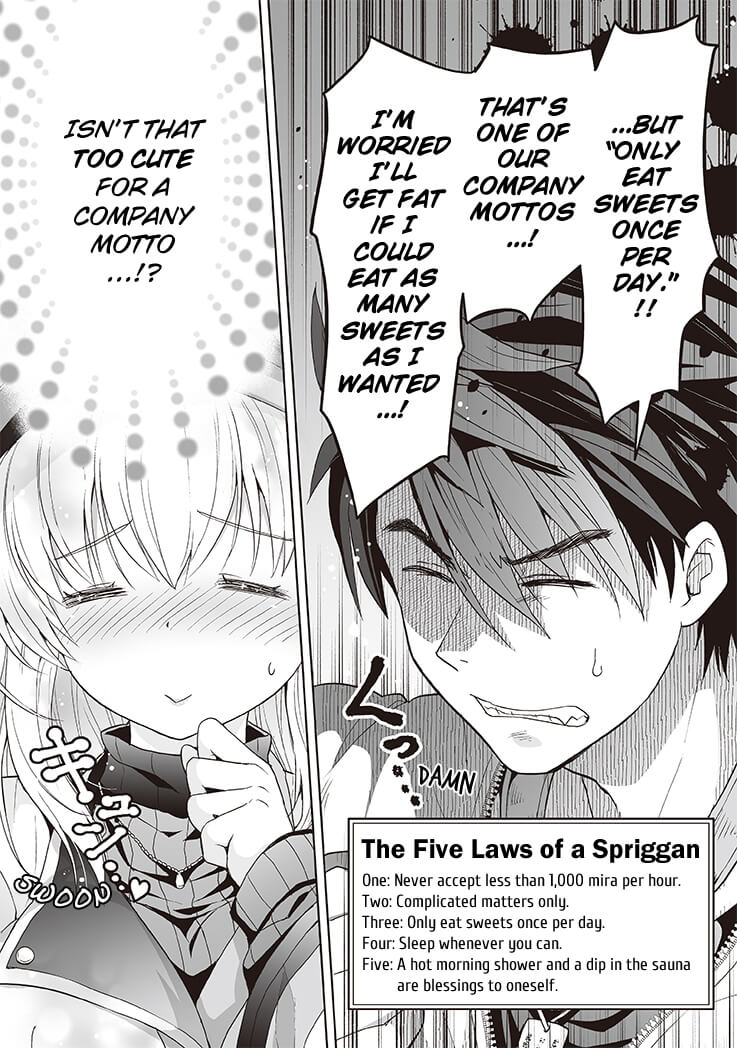 ...BUT
“ONLY
EAT
SWEETS
ONCE
PER
DAY.”
!!
THAT'S
ONE OF
OUR
COMPANY
MOTTOS
...!
I'M
WORRIED
I'LL
GET FAT
IF I
COULD
EAT AS
MANY
SWEETS
AS I
WANTED
...!
くっ…
DAMN
ISN'T THAT
TOO CUTE
FOR A
COMPANY
MOTTO
...!?
キュン…♥
SWOON
The Five Laws of a Spriggan
One: Never accept less than 1,000 mira per hour.
Two: Complicated matters only.
Three: Only eat sweets once per day.
Four: Sleep whenever you can.
Five: A hot morning shower and a dip in the sauna
are blessings to oneself.